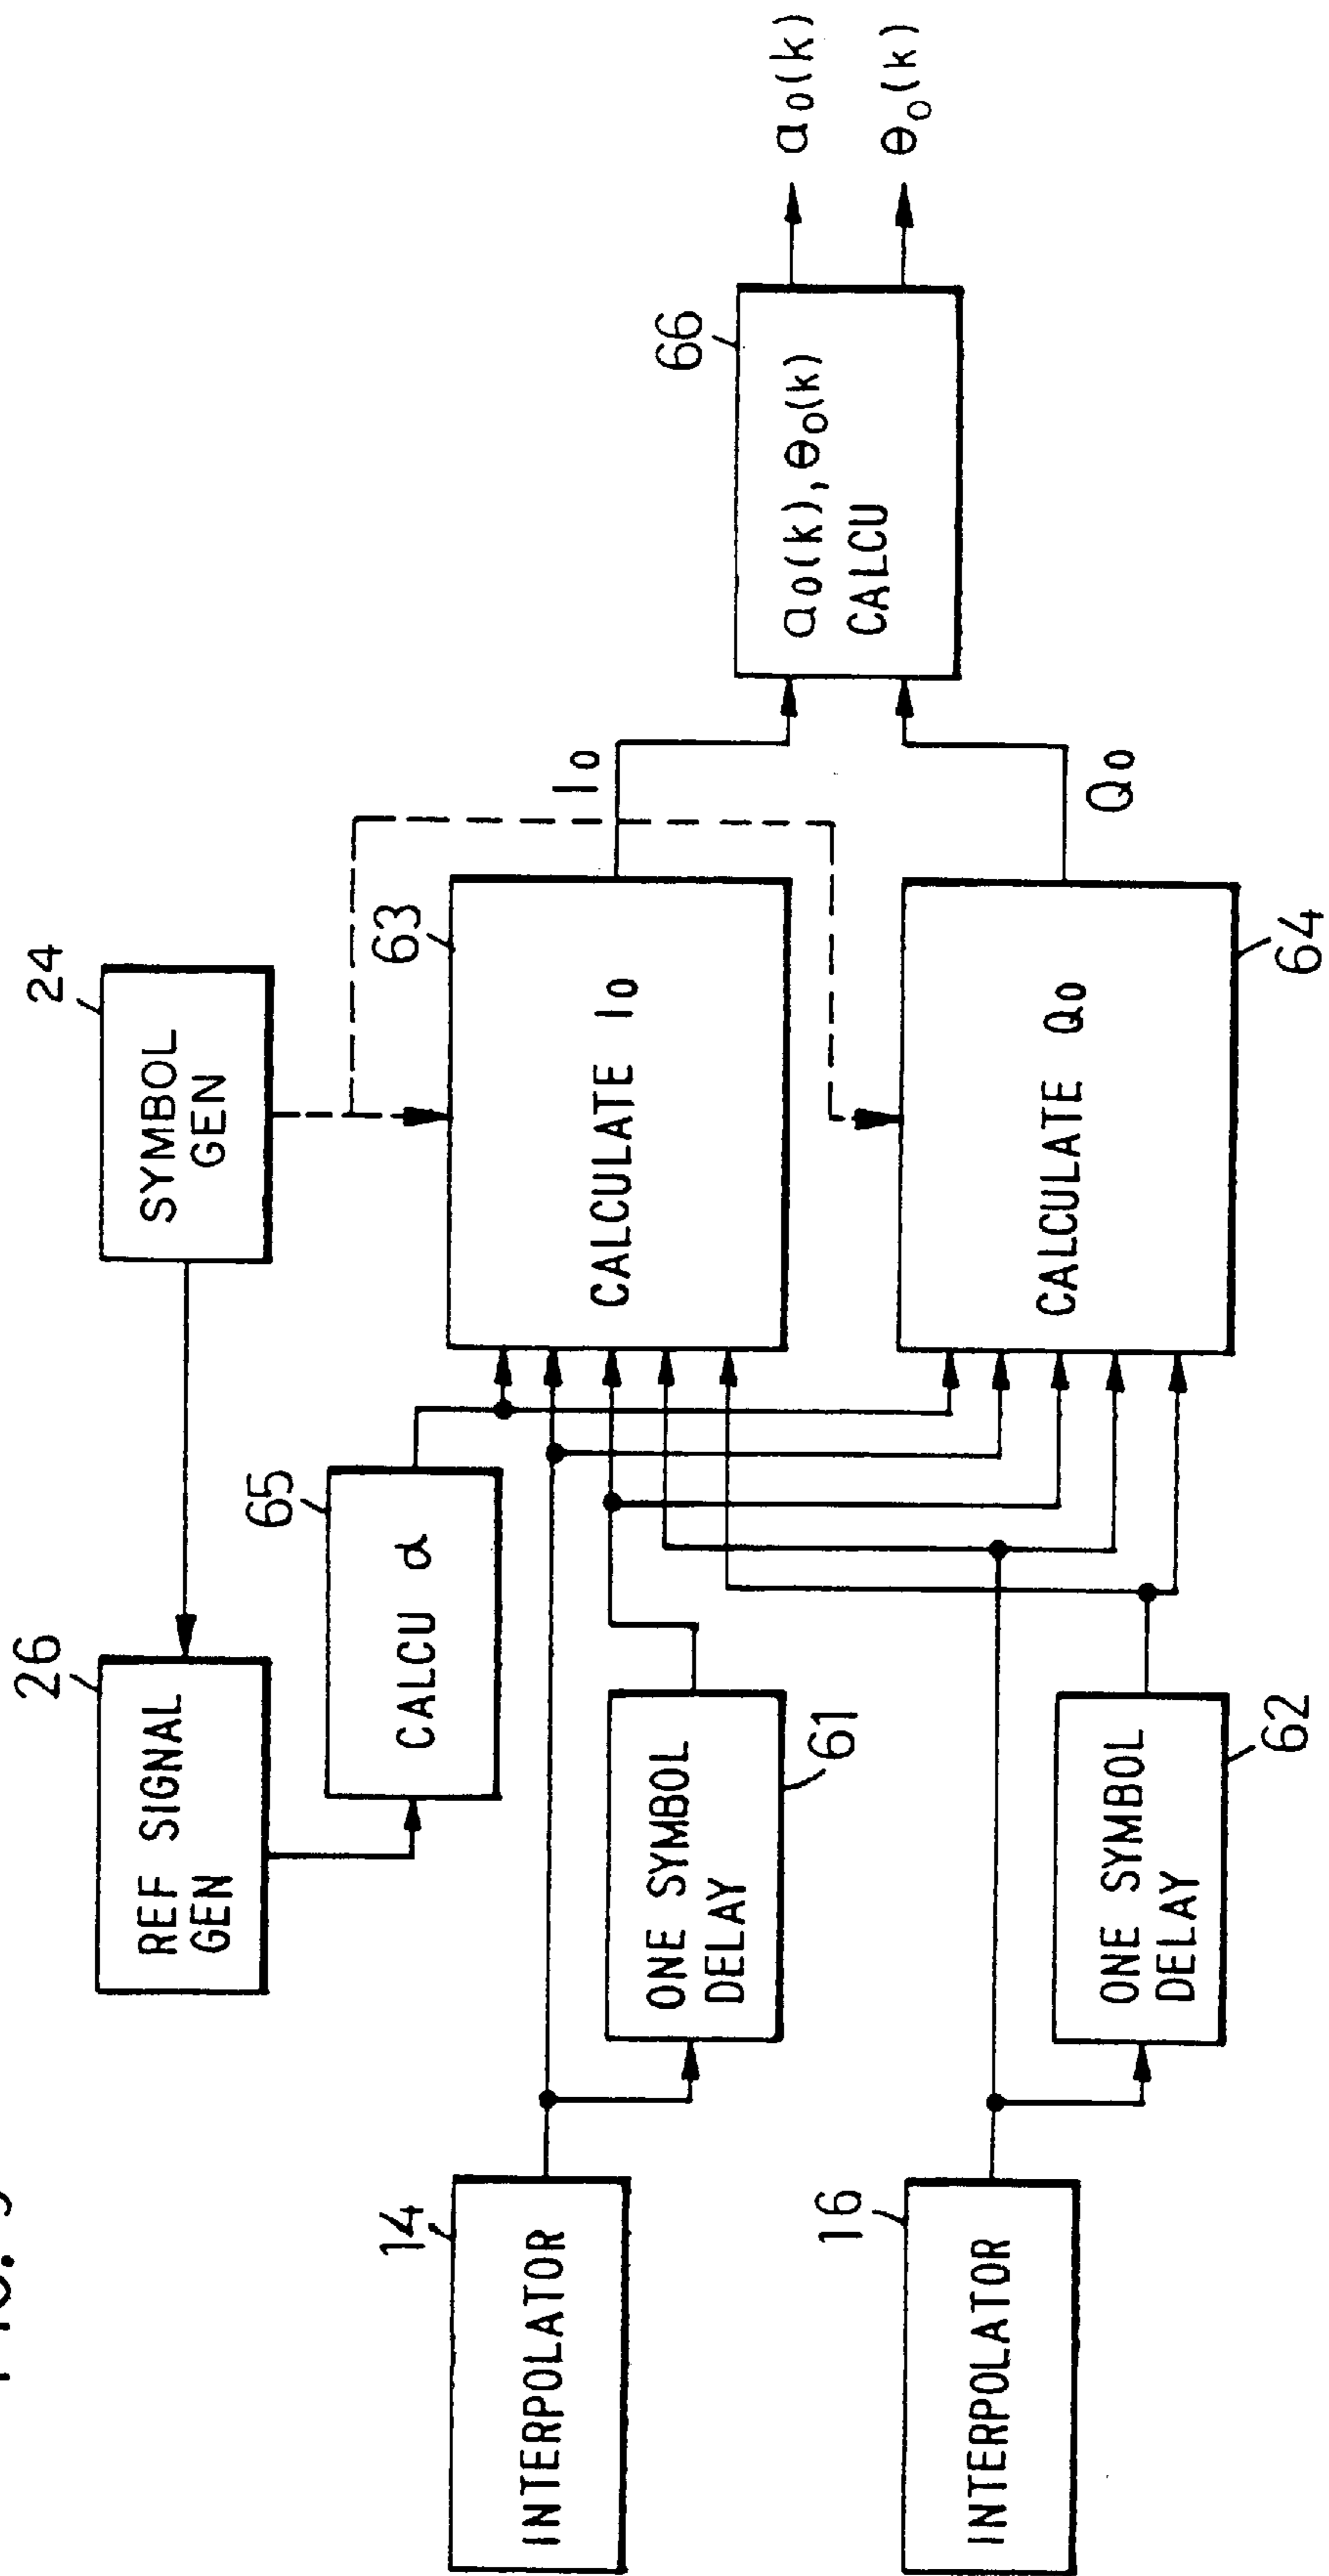 24
SYMBOL
GEN
26
REF SIGNAL
GEN
65
CALCU α
63
CALCULATE I0
I0
14
INTERPOLATOR
ONE SYMBOL
DELAY
61
66
a0(k), θ0(k)
CALCU
a0(k)
θ0(k)
16
INTERPOLATOR
ONE SYMBOL
DELAY
62
CALCULATE Q0
64
Q0